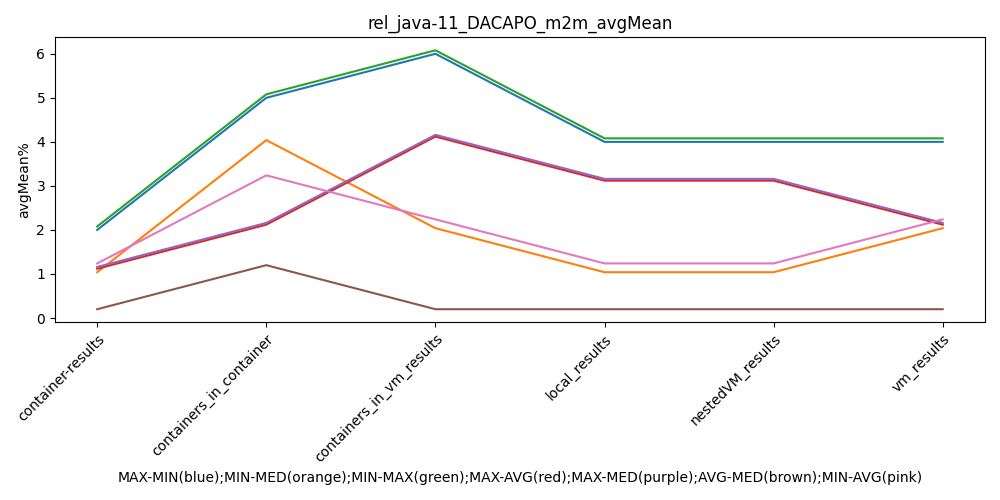 rel_java-11_DACAPO_m2m_avgMean
avgMean%
6
5
4
3
2
1
0
container-results
containers_in_container
containers_in_vm_results
local_results
nestedVM_results
vm_results
MAX-MIN(blue);MIN-MED(orange);MIN-MAX(green);MAX-AVG(red);MAX-MED(purple);AVG-MED(brown);MIN-AVG(pink)